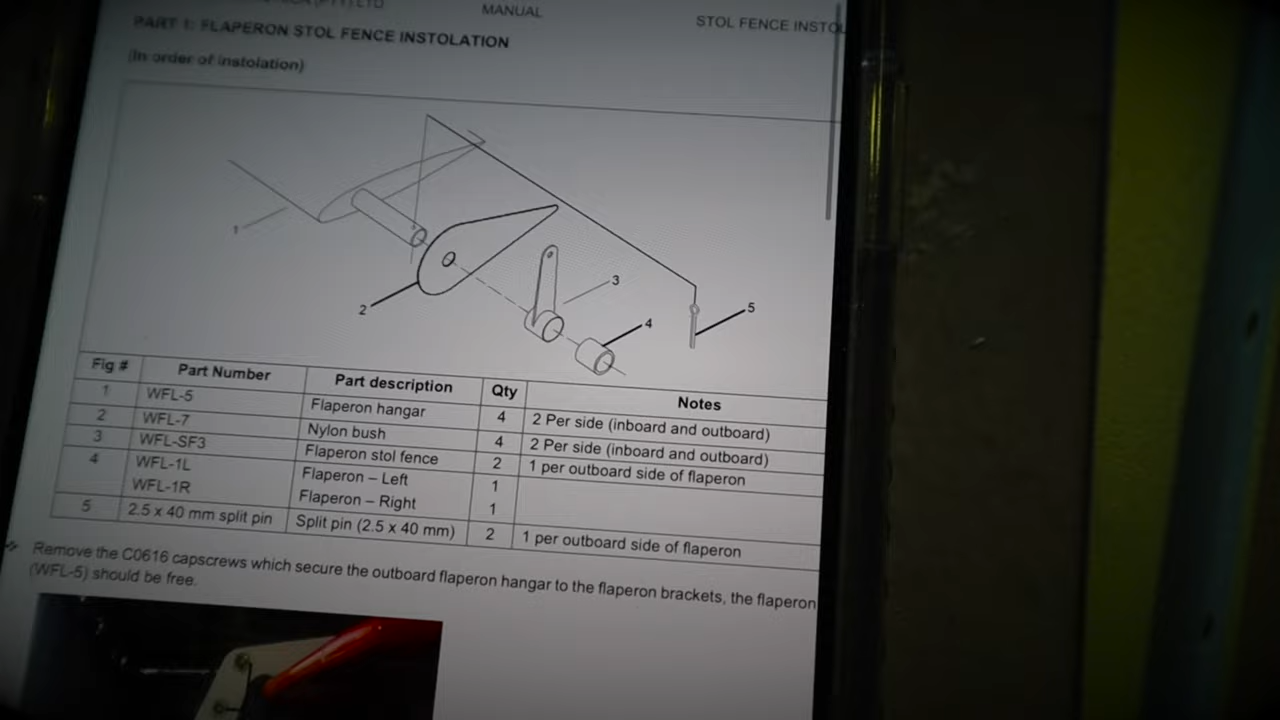 MANUAL
STOL FENCE
PART 1: FLAPERON STOL FENCE INSTOLATION
(In order of instolation)
1
2
3
4
5
Fig # Part Number Part description Qty Notes
1 WFL-5 Flaperon hangar 4 2 Per side (inboard and outboard)
2 WFL-7 Nylon bush 4 2 Per side (inboard and outboard)
3 WFL-SF3 Flaperon stol fence 2 1 per outboard side of flaperon
4 WFL-1L Flaperon – Left 1
WFL-1R Flaperon – Right 1
5 2.5 x 40 mm split pin Split pin (2.5 x 40 mm) 2 1 per outboard side of flaperon
Remove the C0616 capscrews which secure the outboard flaperon hangar to the flaperon brackets, the flaperon
(WFL-5) should be free.